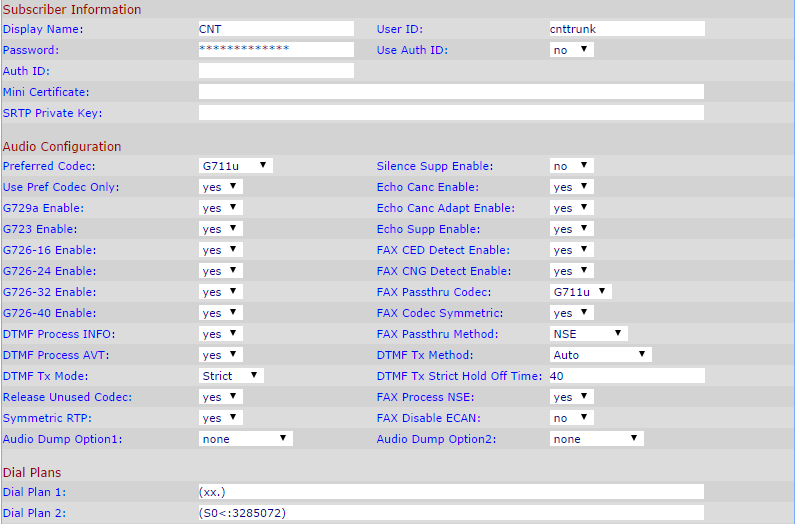 Subscriber Information
Display Name: CNT User ID: cnttrunk
Password: ************* Use Auth ID: no
Auth ID:
Mini Certificate:
SRTP Private Key:
Audio Configuration
Preferred Codec: G711u Silence Supp Enable: no
Use Pref Codec Only: yes Echo Canc Enable: yes
G729a Enable: yes Echo Canc Adapt Enable: yes
G723 Enable: yes Echo Supp Enable: yes
G726-16 Enable: yes FAX CED Detect Enable: yes
G726-24 Enable: yes FAX CNG Detect Enable: yes
G726-32 Enable: yes FAX Passthru Codec: G711u
G726-40 Enable: yes FAX Codec Symmetric: yes
DTMF Process INFO: yes FAX Passthru Method: NSE
DTMF Process AVT: yes DTMF Tx Method: Auto
DTMF Tx Mode: Strict DTMF Tx Strict Hold Off Time: 40
Release Unused Codec: yes FAX Process NSE: yes
Symmetric RTP: yes FAX Disable ECAN: no
Audio Dump Option1: none Audio Dump Option2: none
Dial Plans
Dial Plan 1: (xx.)
Dial Plan 2: (S0<:3285072)